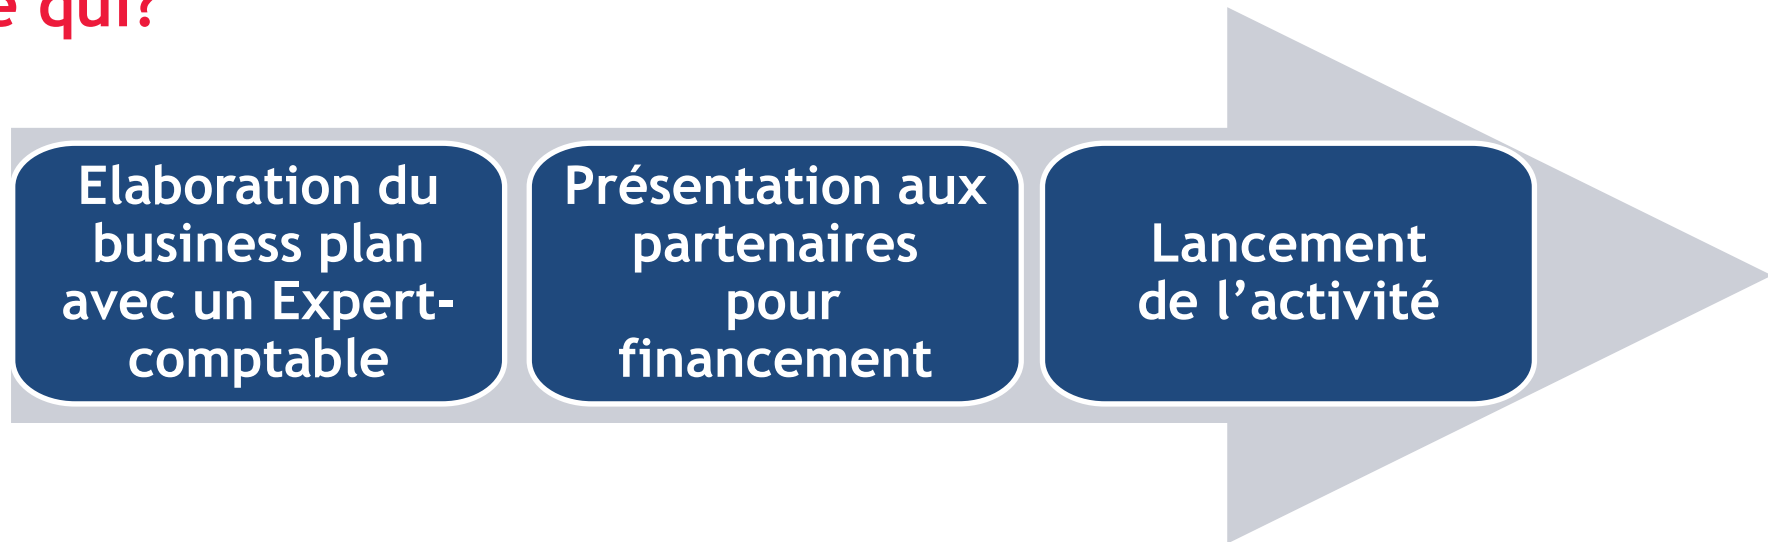 qui?
Elaboration du
business plan
avec un Expert-
comptable
Présentation aux
partenaires
pour
financement
Lancement
de l’activité